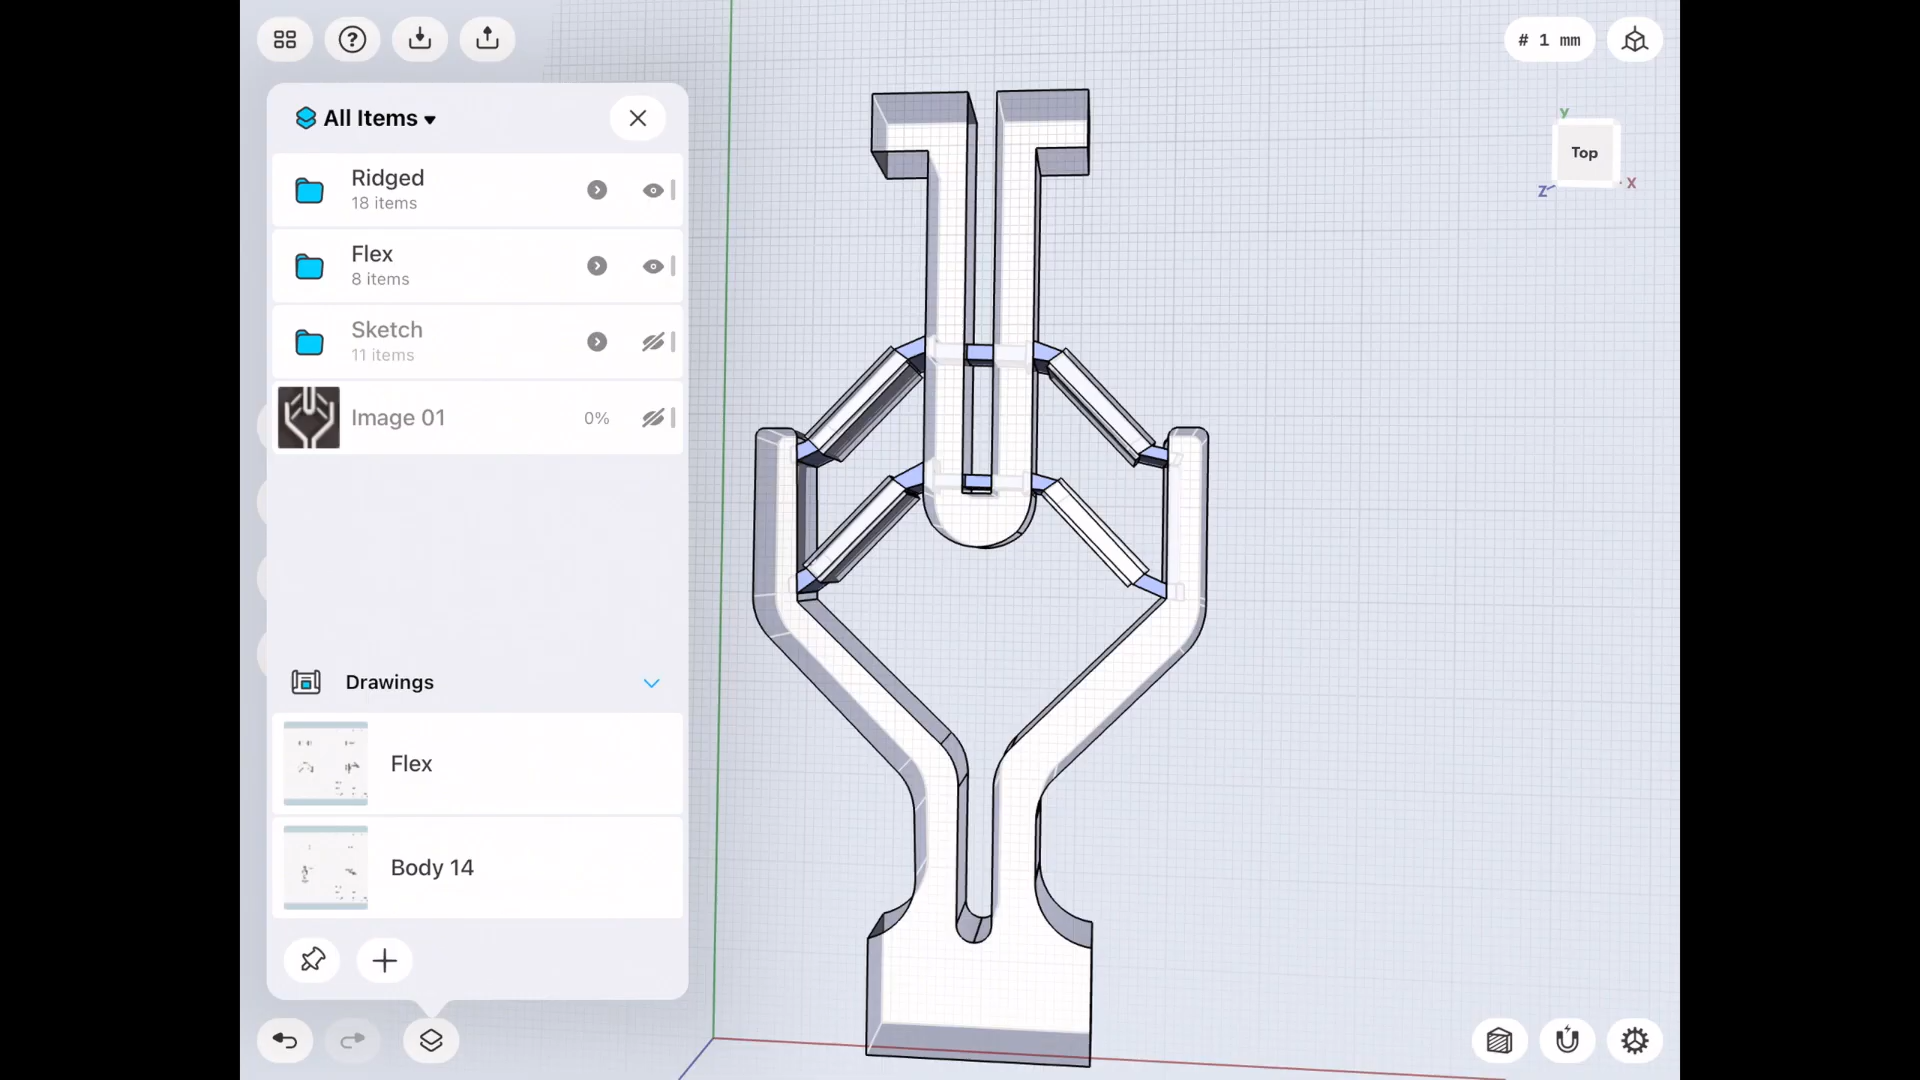 # 1 mm
All Items
Ridged
18 items
Flex
8 items
Sketch
11 items
Image 01
0%
Drawings
Flex
Body 14
Y
Top
Z
X